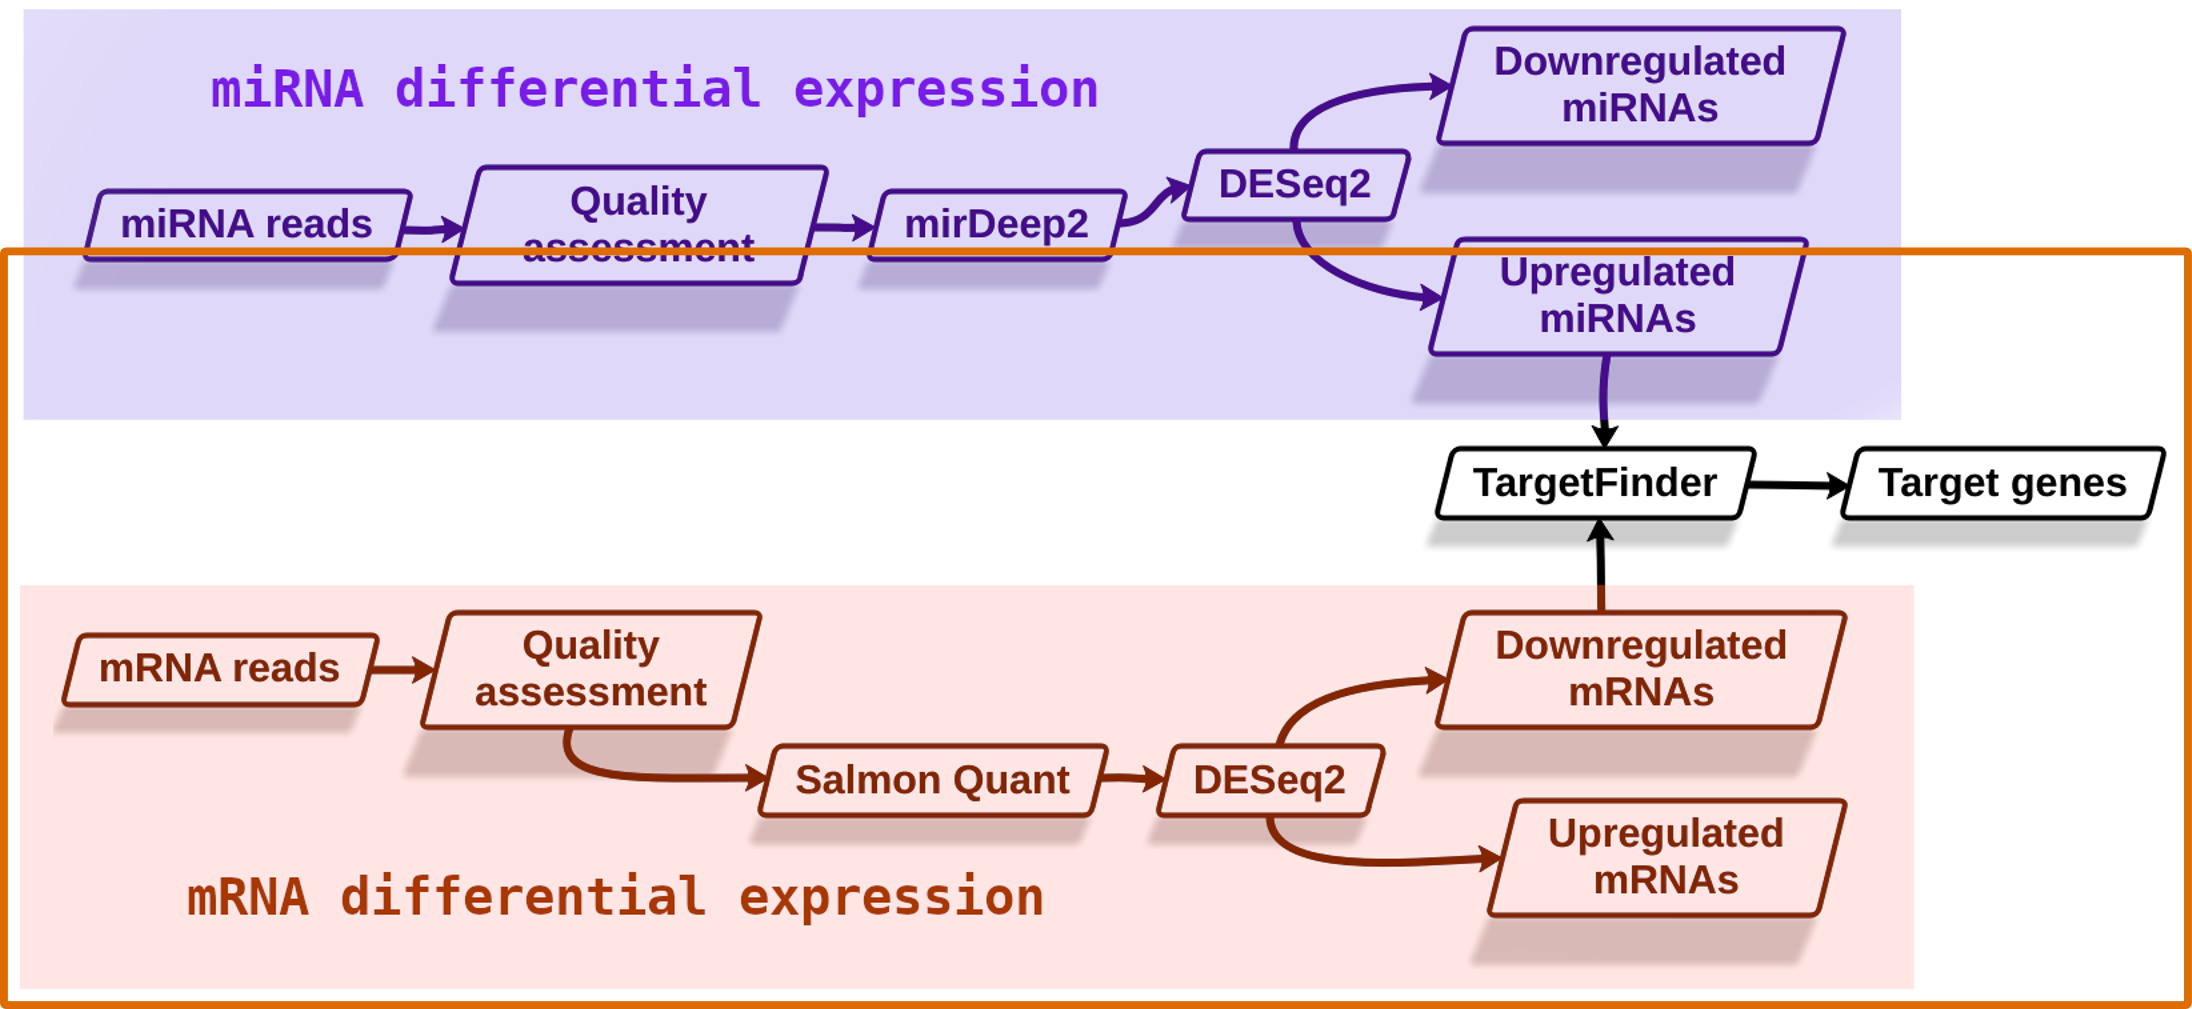 miRNA differential expression
Downregulated
miRNAs
miRNA reads
Quality
assessment
mirDeep2
DESeq2
Upregulated
miRNAs
TargetFinder
Target genes
mRNA reads
Quality
assessment
Salmon Quant
DESeq2
Downregulated
mRNAs
Upregulated
mRNAs
mRNA differential expression